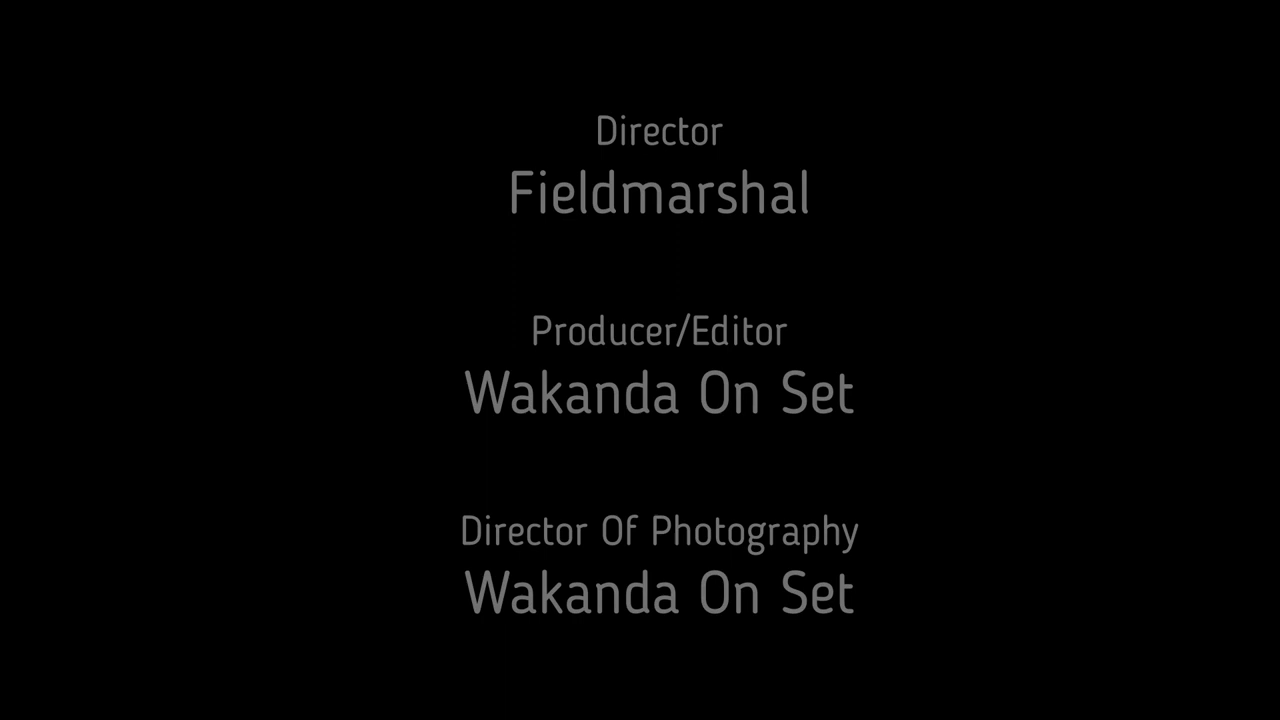 Director
Fieldmarshal
Producer/Editor
Wakanda On Set
Director Of Photography
Wakanda On Set